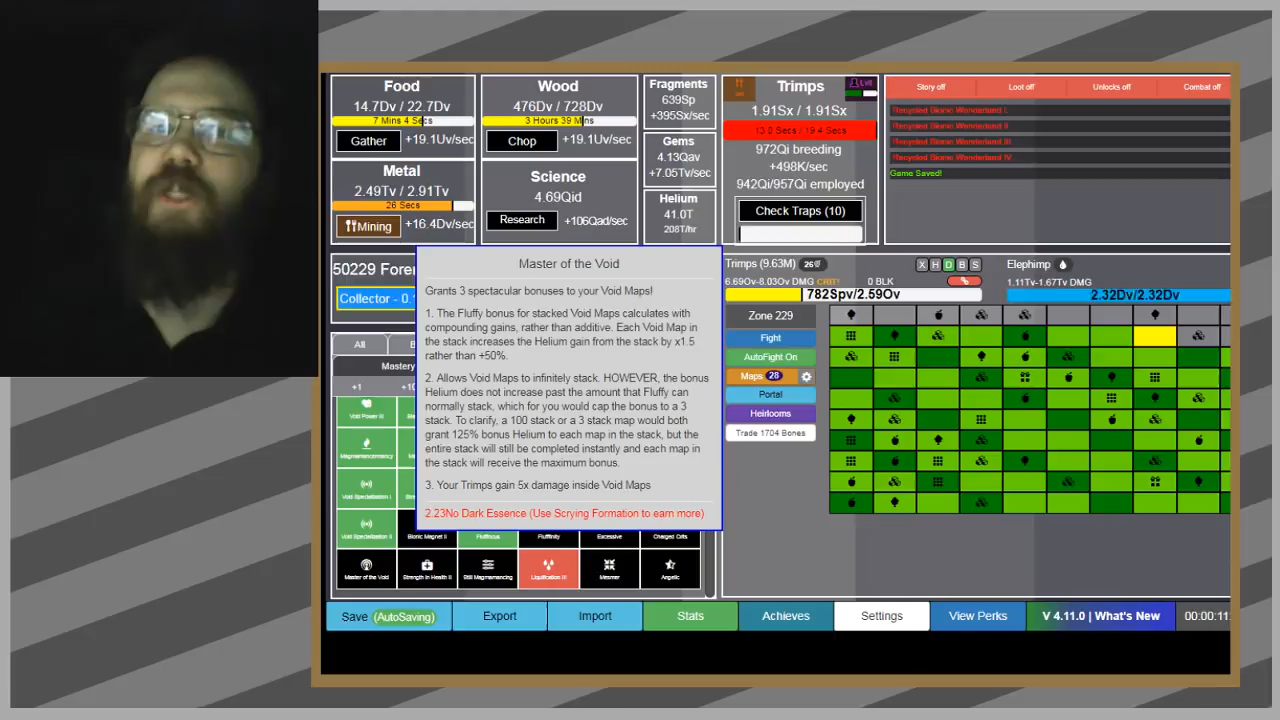 Food
14.7Dv / 22.7Dv
7 Mins 4 Secs
Gather
+19.1Uv/sec
Wood
476Dv / 728Dv
3 Hours 39 Mins
Chop
+19.1Uv/sec
Fragments
639Sp
+395Sx/sec
Trimps
1.91Sx / 1.91Sx
13.0 Secs / 19.4 Secs
972Qi breeding
+498K/sec
942Qi/957Qi employed
Check Traps (10)
Metal
2.49Tv / 2.91Tv
26 Secs
Mining
+16.4Dv/sec
Science
4.69Qid
Research
+106Qad/sec
Gems
4.13Qav
+7.05Tv/sec
Helium
41.0T
208T/hr
Story off
Loot off
Unlocks off
Combat off
Recycled Bionic Wonderland I.
Recycled Bionic Wonderland II
Recycled Bionic Wonderland III
Recycled Bionic Wonderland IV.
Game Saved!
50229 Forer
Collector - 0.
All
Mastery
+1
+10
Master of the Void
Grants 3 spectacular bonuses to your Void Maps!
1. The Fluffy bonus for stacked Void Maps calculates with
compounding gains, rather than additive. Each Void Map in
the stack increases the Helium gain from the stack by x1.5
rather than +50%.
2. Allows Void Maps to infinitely stack. HOWEVER, the bonus
Helium does not increase past the amount that Fluffy can
normally stack, which for you would cap the bonus to a 3
stack. To clarify, a 100 stack or a 3 stack map would both
grant 125% bonus Helium to each map in the stack, but the
entire stack will still be completed instantly and each map in
the stack will receive the maximum bonus.
3. Your Trimps gain 5x damage inside Void Maps
2.23No Dark Essence (Use Scrying Formation to earn more)
Void Power III
Magmamancermancy
Void Specialization I
Void Specialization II
Bionic Magnet II
Fluffocus
Fluffinity
Excessive
Charged Crits
Master of the Void
Strength in Health II
Still Magmamancing
Liquification III
Mesmer
Angelic
Trimps (9.63M)
26
X H D B S
6.69Ov-8.03Ov DMG CRIT!
0 BLK
782Spv/2.59Ov
Elephimp
1.11Tv-1.67Tv DMG
2.32Dv/2.32Dv
Zone 229
Fight
AutoFight On
Maps 28
Portal
Heirlooms
Trade 1704 Bones
Save (AutoSaving)
Export
Import
Stats
Achieves
Settings
View Perks
V 4.11.0 | What's New
00:00:11